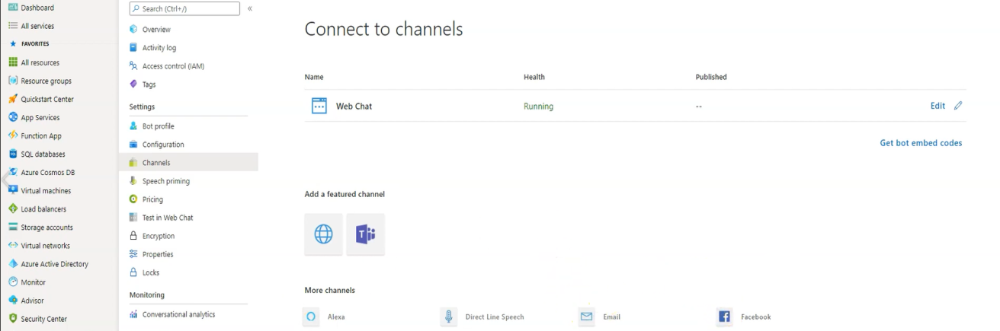 Dashboard
All services
FAVORITES
All resources
Resource groups
Quickstart Center
App Services
Function App
SQL databases
Azure Cosmos DB
Virtual machines
Load balancers
Storage accounts
Virtual networks
Azure Active Directory
Monitor
Advisor
Security Center
Search (Ctrl+/)
«
Overview
Activity log
Access control (IAM)
Tags
Settings
Bot profile
Configuration
Channels
Speech priming
Pricing
Test in Web Chat
Encryption
Properties
Locks
Monitoring
Conversational analytics
Connect to channels
Name Health Published
Web Chat Running -- Edit
Get bot embed codes
Add a featured channel
T
More channels
Alexa Direct Line Speech Email Facebook